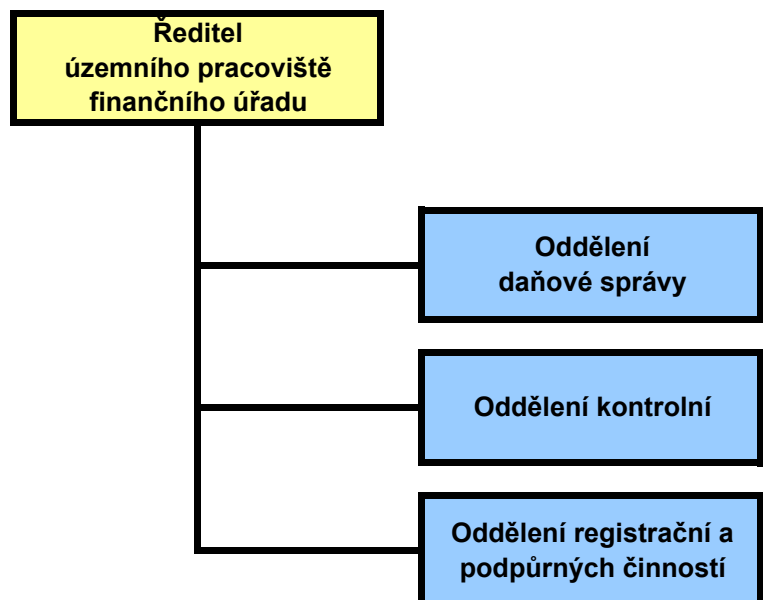 Ředitel
územního pracoviště
finančního úřadu
Oddělení
daňové správy
Oddělení kontrolní
Oddělení registrační a
podpůrných činností